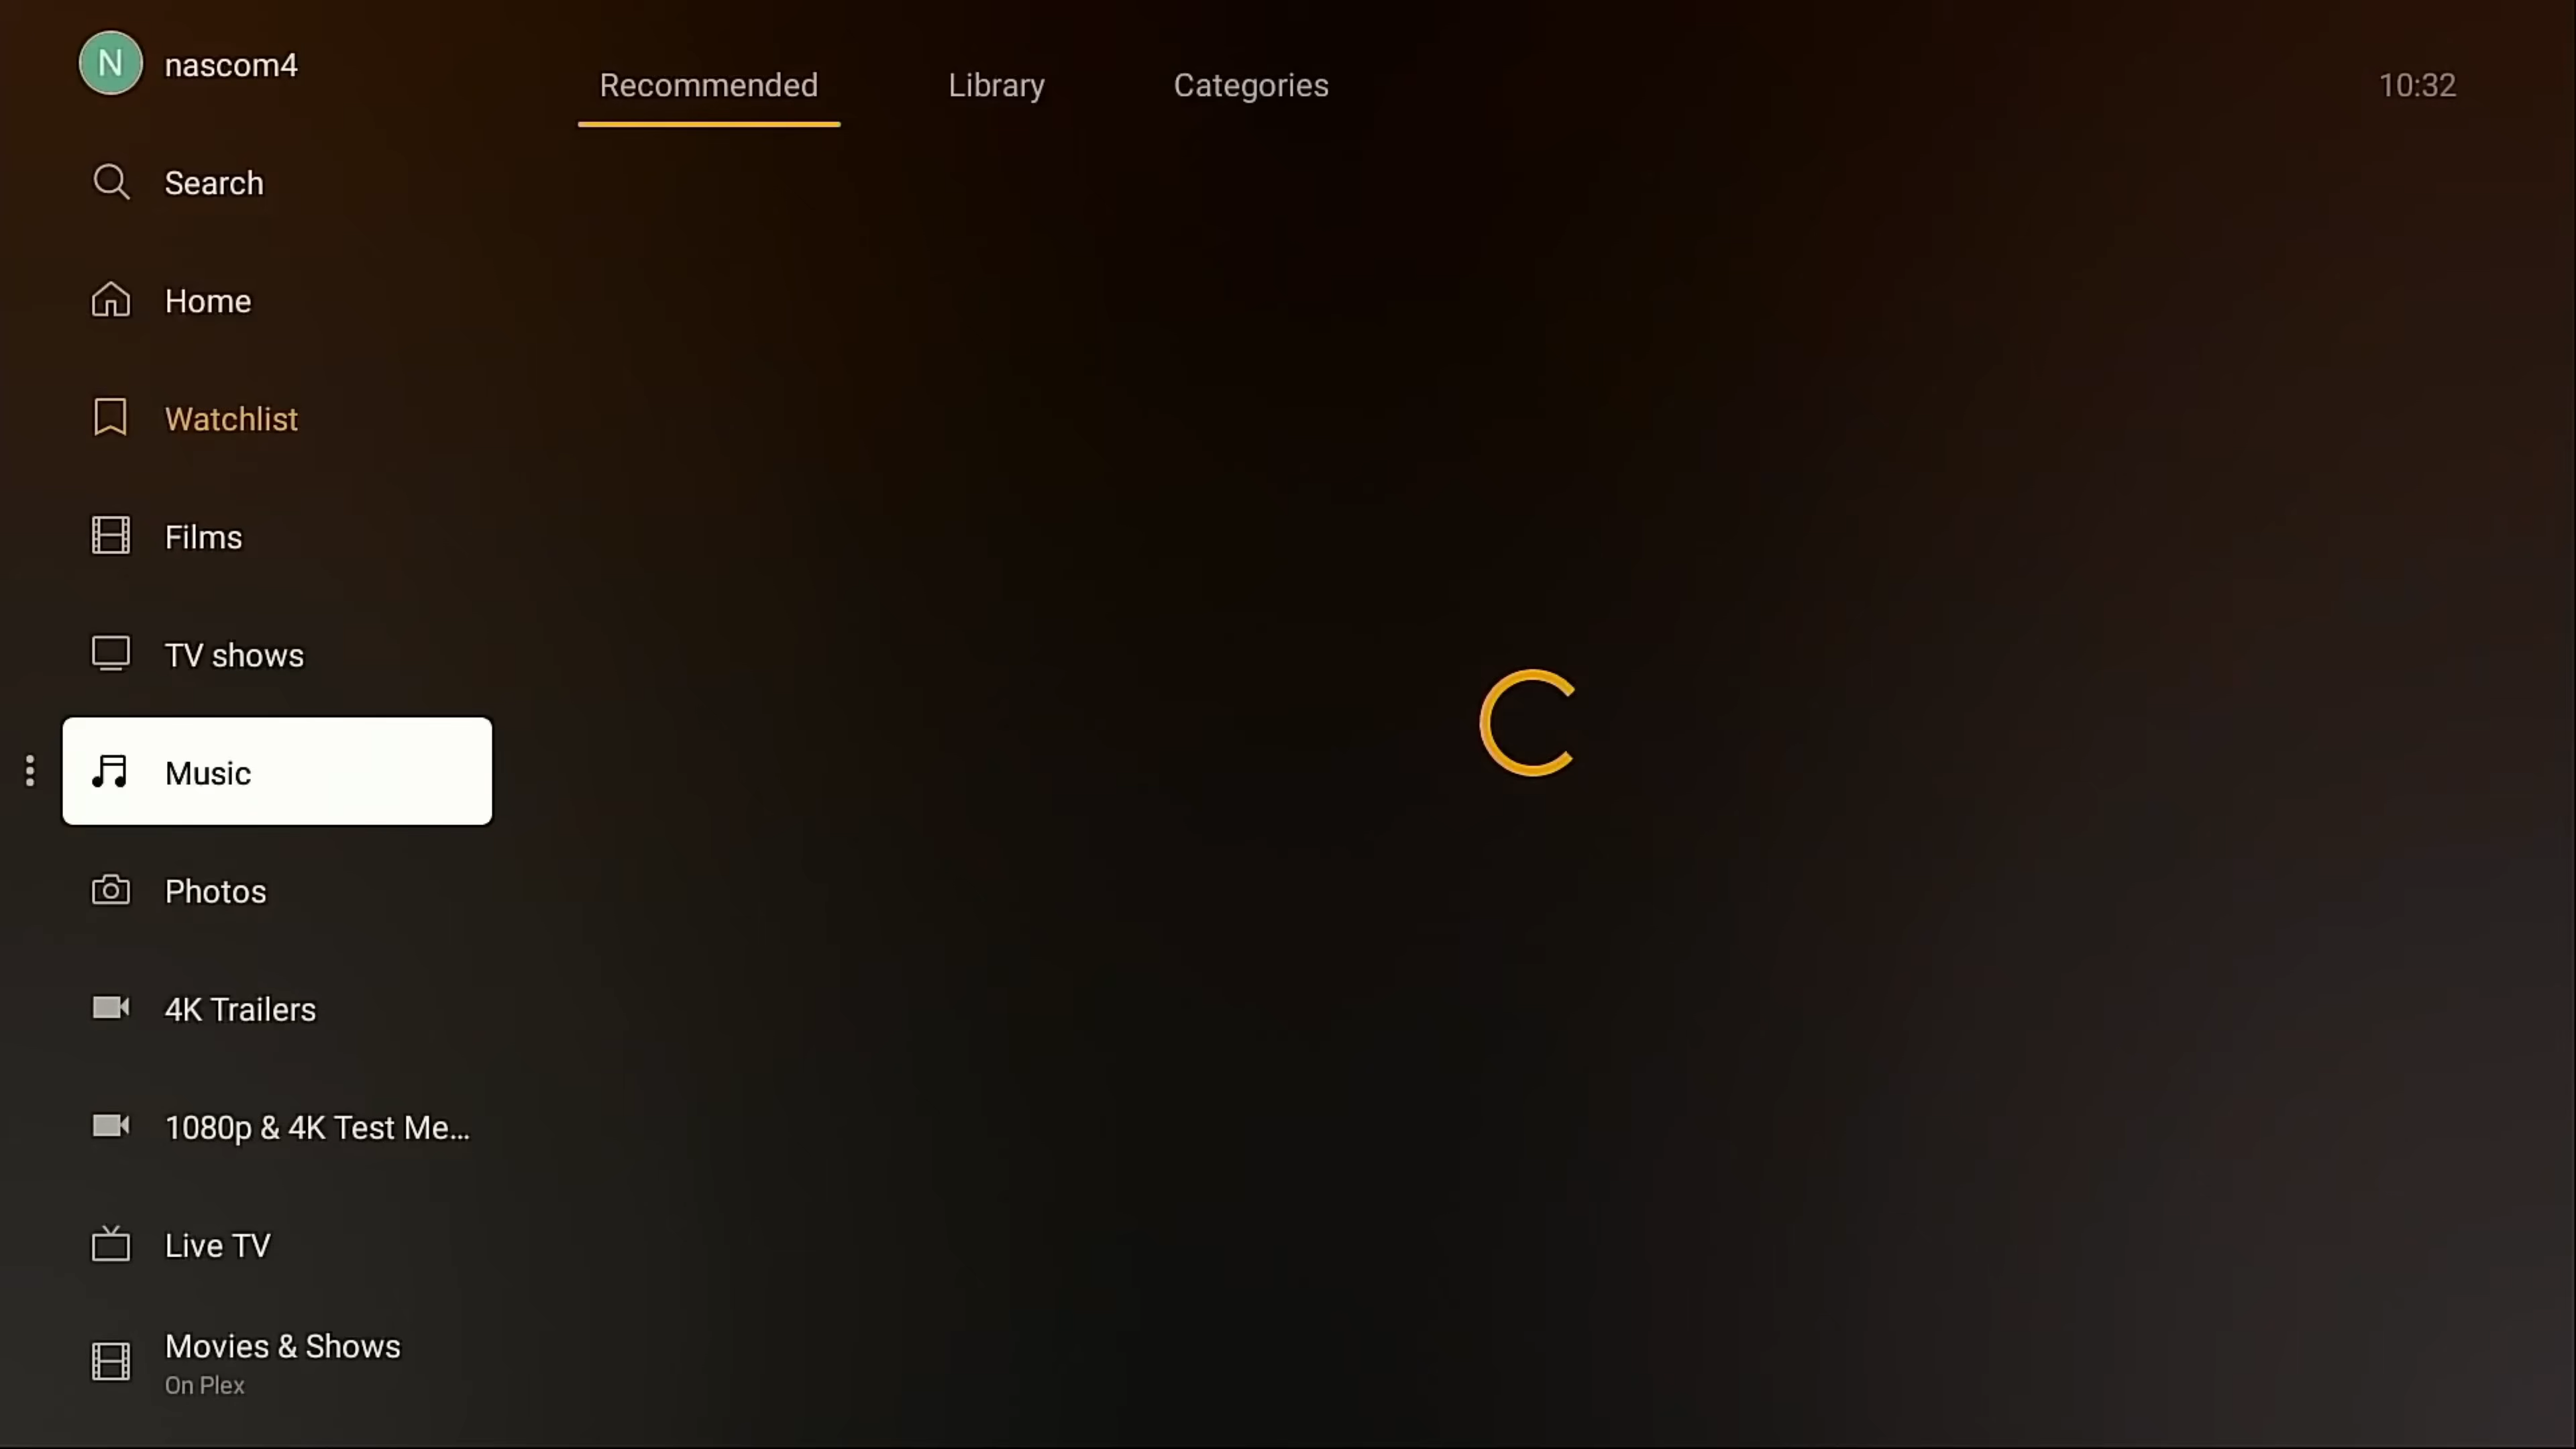 N nascom4
Search
Home
Watchlist
Films
TV shows
Music
Photos
4K Trailers
1080p & 4K Test Me...
Live TV
Movies & Shows
On Plex
Recommended Library Categories 10:32